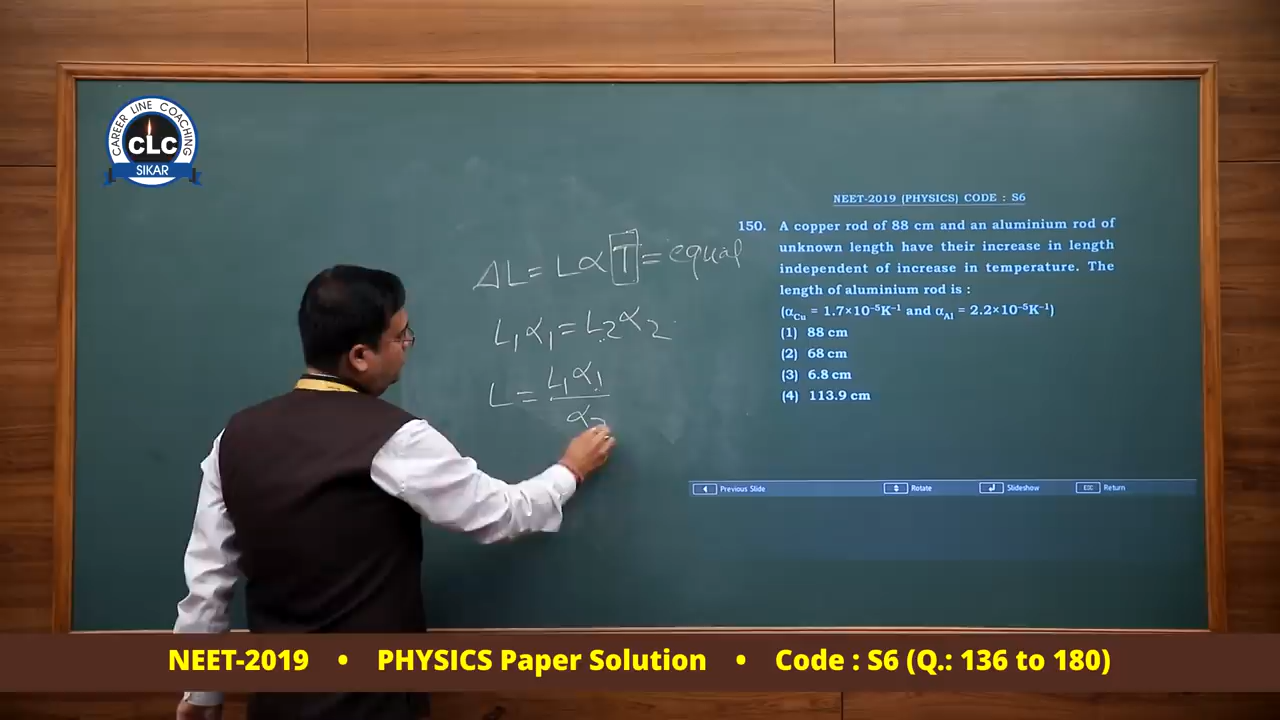 CAREER LINE COACHING
CLC
SIKAR
NEET-2019 (PHYSICS) CODE : S6
150. A copper rod of 88 cm and an aluminium rod of
unknown length have their increase in length
independent of increase in temperature. The
length of aluminium rod is :
(αCu = 1.7×10⁻⁵K⁻¹ and αAl = 2.2×10⁻⁵K⁻¹)
(1) 88 cm
(2) 68 cm
(3) 6.8 cm
(4) 113.9 cm
ΔL = L α T = equal
L₁α₁ = L₂α₂
L = L₁α₁
α₂
Previous Slide
Rotate
Slideshow
ESC Return
NEET-2019 • PHYSICS Paper Solution • Code : S6 (Q.: 136 to 180)